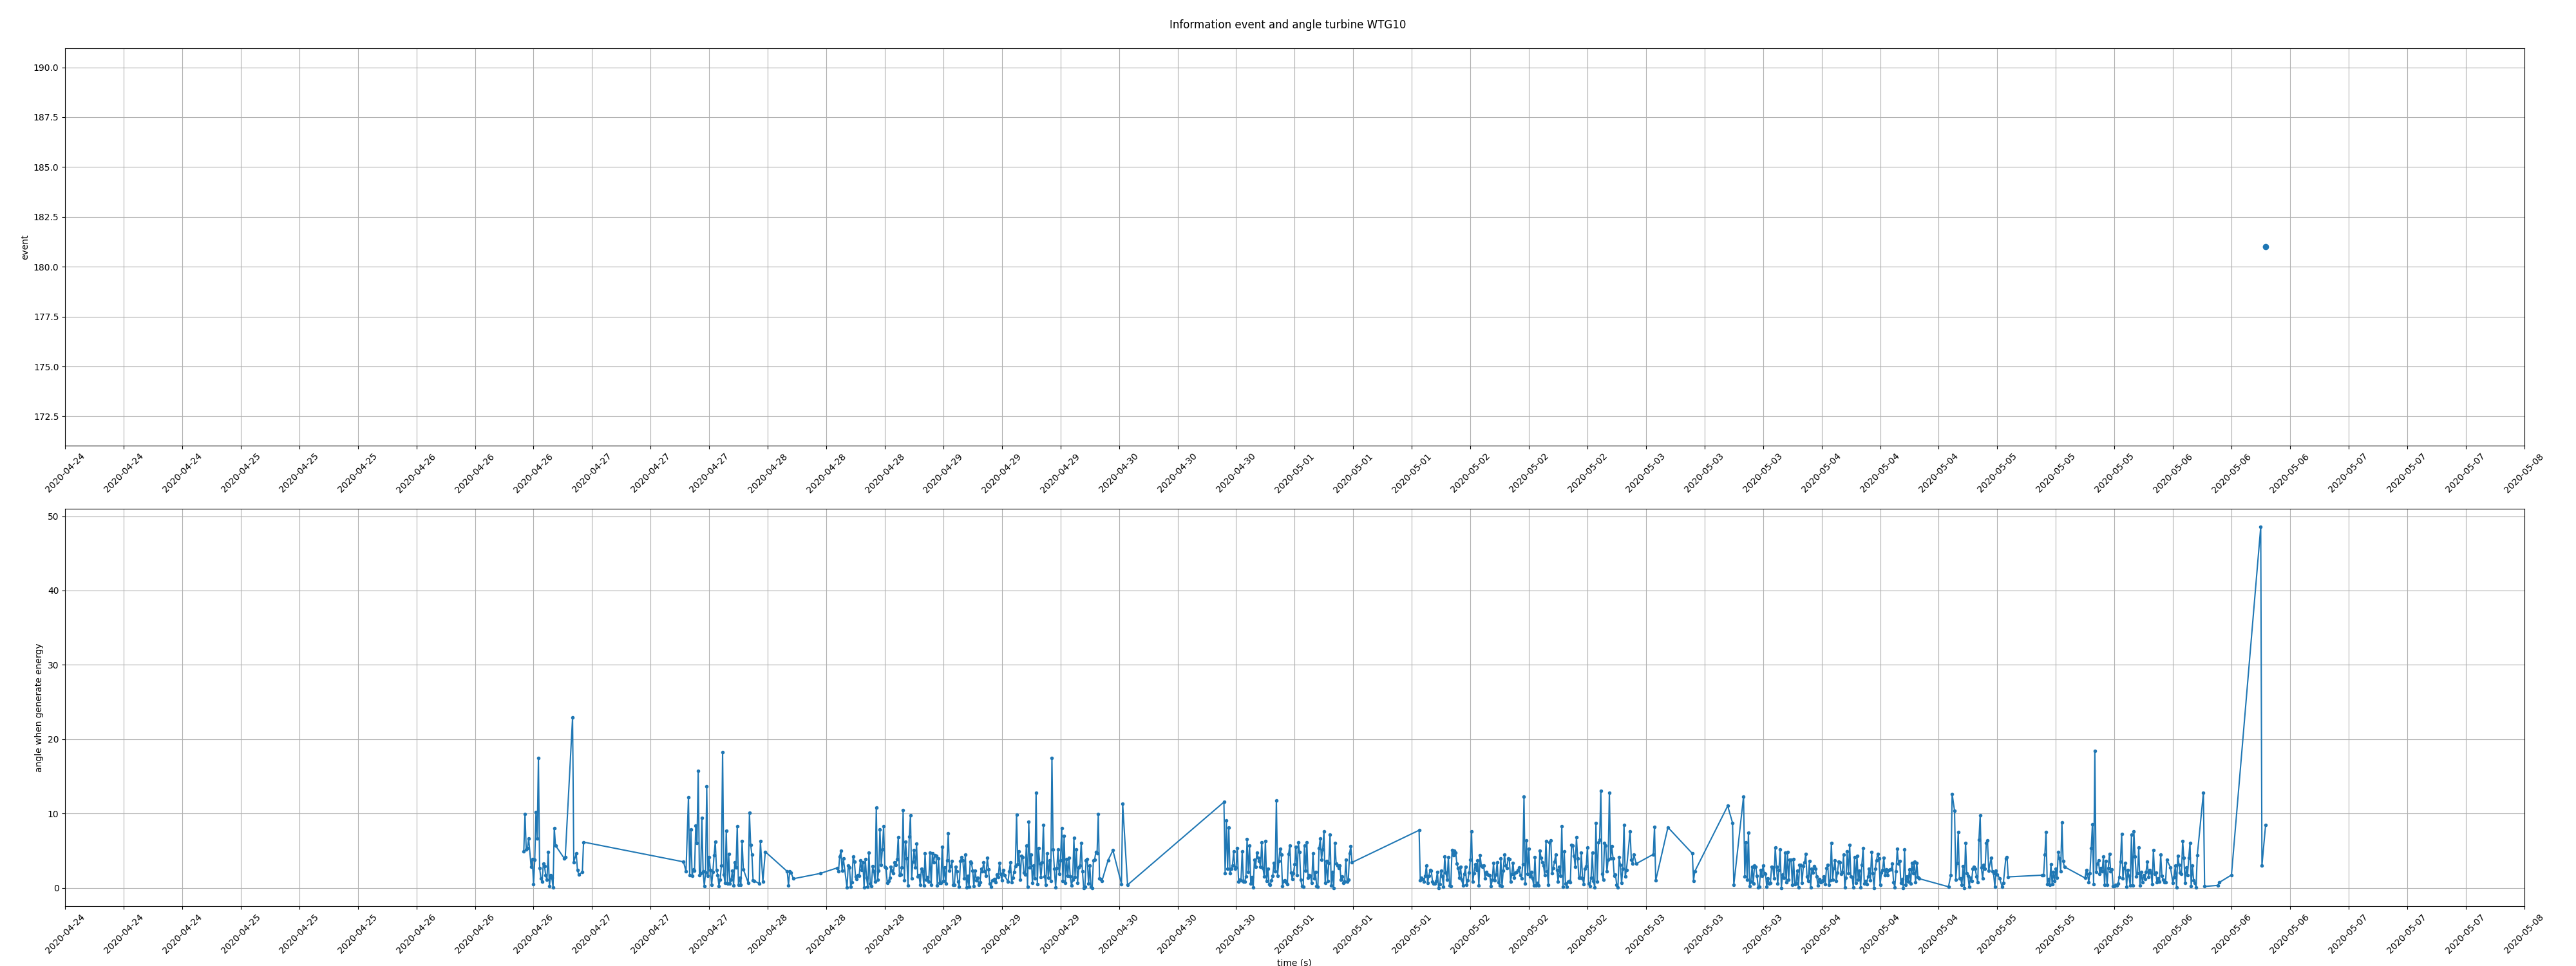 Information event and angle turbine WTG10
190.0
187.5
185.0
182.5
180.0
177.5
175.0
172.5
event
2020-04-24 2020-04-24 2020-04-24 2020-04-25 2020-04-25 2020-04-25 2020-04-26 2020-04-26 2020-04-26 2020-04-27 2020-04-27 2020-04-27 2020-04-28 2020-04-28 2020-04-28 2020-04-29 2020-04-29 2020-04-29 2020-04-30 2020-04-30 2020-04-30 2020-05-01 2020-05-01 2020-05-01 2020-05-02 2020-05-02 2020-05-02 2020-05-03 2020-05-03 2020-05-03 2020-05-04 2020-05-04 2020-05-04 2020-05-05 2020-05-05 2020-05-05 2020-05-06 2020-05-06 2020-05-06 2020-05-07 2020-05-07 2020-05-07 2020-05-08
50
40
30
20
10
0
angle when generate energy
2020-04-24 2020-04-24 2020-04-24 2020-04-25 2020-04-25 2020-04-25 2020-04-26 2020-04-26 2020-04-26 2020-04-27 2020-04-27 2020-04-27 2020-04-28 2020-04-28 2020-04-28 2020-04-29 2020-04-29 2020-04-29 2020-04-30 2020-04-30 2020-04-30 2020-05-01 2020-05-01 2020-05-01 2020-05-02 2020-05-02 2020-05-02 2020-05-03 2020-05-03 2020-05-03 2020-05-04 2020-05-04 2020-05-04 2020-05-05 2020-05-05 2020-05-05 2020-05-06 2020-05-06 2020-05-06 2020-05-07 2020-05-07 2020-05-07 2020-05-08
time (s)